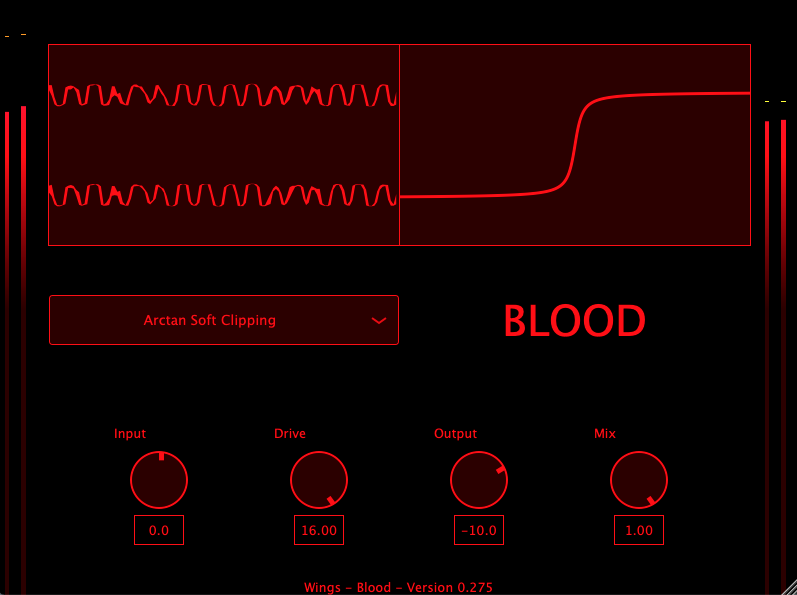 Arctan Soft Clipping
BLOOD
Input
Drive
Output
Mix
0.0
16.00
-10.0
1.00
Wings - Blood - Version 0.275